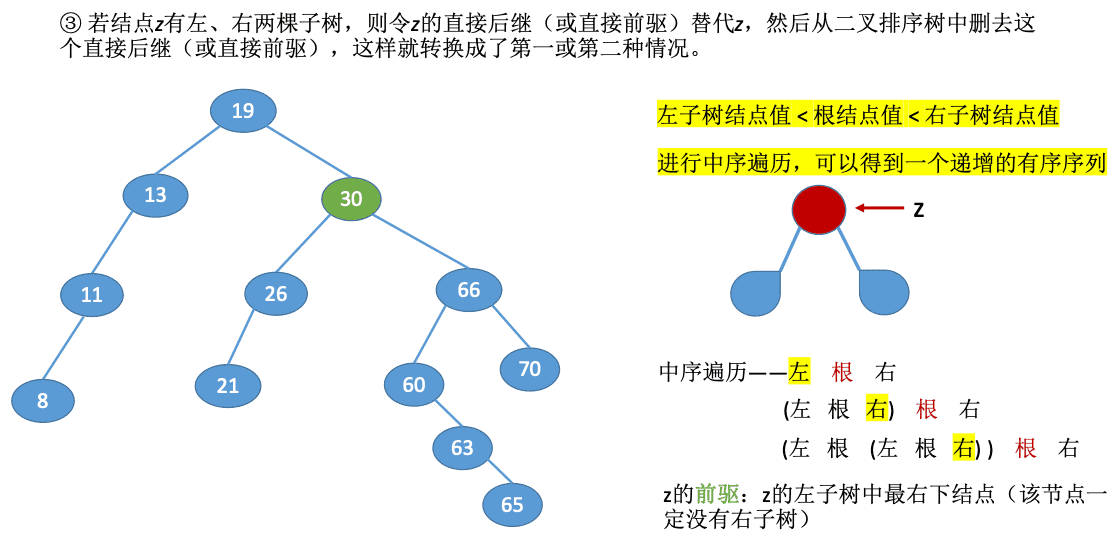 ③ 若结点z有左、右两棵子树，则令z的直接后继（或直接前驱）替代z，然后从二叉排序树中删去这
个直接后继（或直接前驱），这样就转换成了第一或第二种情况。
19
左子树结点值 < 根结点值 < 右子树结点值
进行中序遍历，可以得到一个递增的有序序列
13
30
Z
11
26
66
8
21
60
70
63
65
中序遍历——左 根 右
(左 根 右) 根 右
(左 根 (左 根 右) ) 根 右
z的前驱：z的左子树中最右下结点（该节点一
定没有右子树）